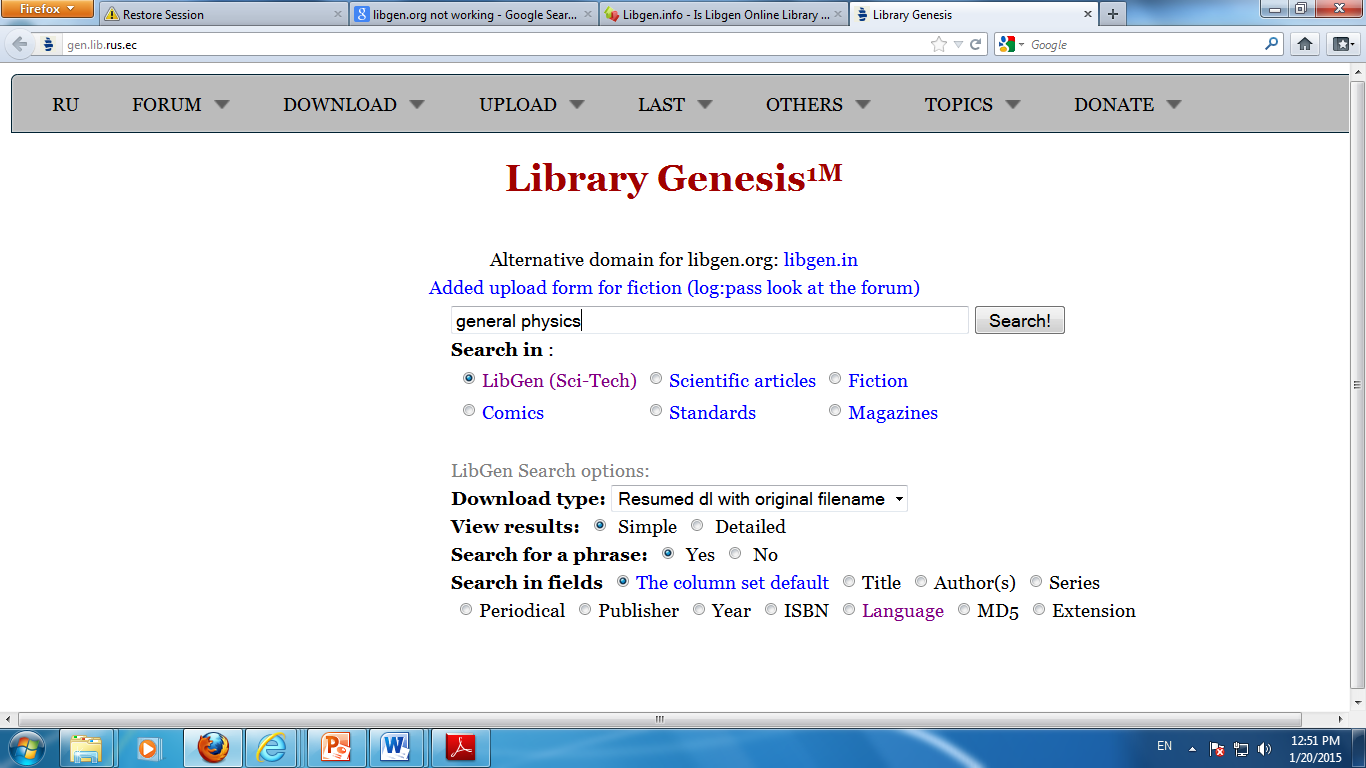 Firefox
Restore Session
libgen.org not working - Google Sear...
Libgen.info - Is Libgen Online Library ...
Library Genesis
gen.lib.rus.ec
Google
RU FORUM DOWNLOAD UPLOAD LAST OTHERS TOPICS DONATE
Library Genesis1M
Alternative domain for libgen.org: libgen.in
Added upload form for fiction (log:pass look at the forum)
general physics Search!
Search in :
LibGen (Sci-Tech) Scientific articles Fiction
Comics Standards Magazines
LibGen Search options:
Download type: Resumed dl with original filename
View results: Simple Detailed
Search for a phrase: Yes No
Search in fields The column set default Title Author(s) Series
Periodical Publisher Year ISBN Language MD5 Extension
EN
12:51 PM
1/20/2015